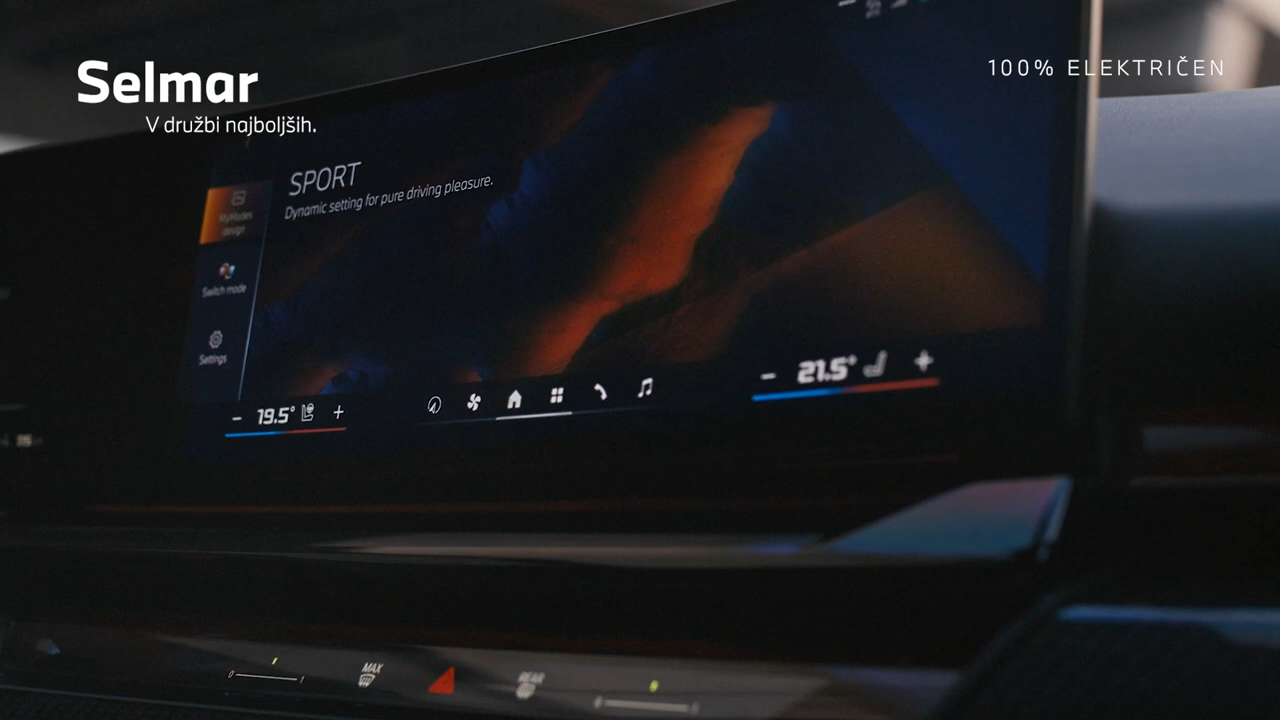 Selmar
V družbi najboljših.
100% ELEKTRIČEN
SPORT
Dynamic setting for pure driving pleasure.
MyModes
design
Switch mode
Settings
− 19.5° +
− 21.5° +
MAX
REAR